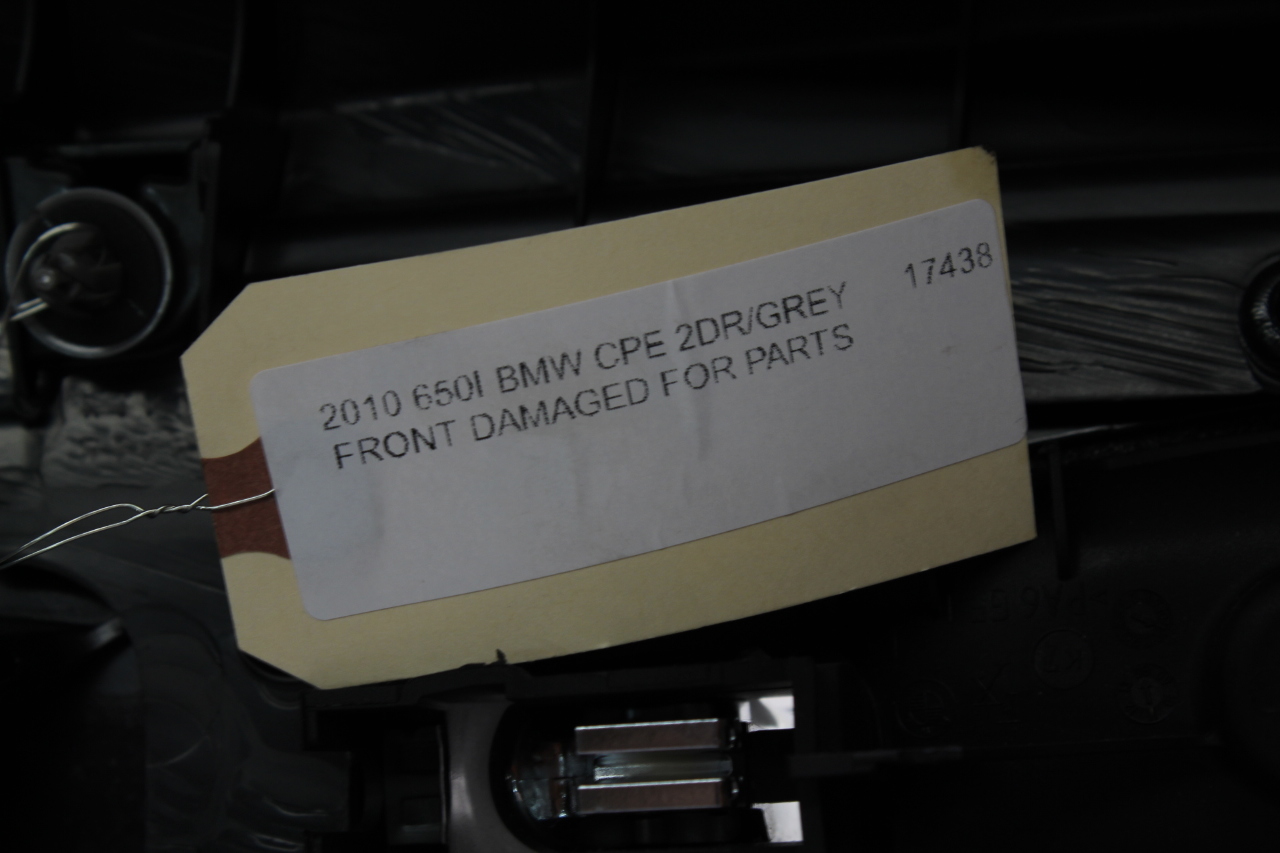 2010 650I BMW CPE 2DR/GREY 17438
FRONT DAMAGED FOR PARTS